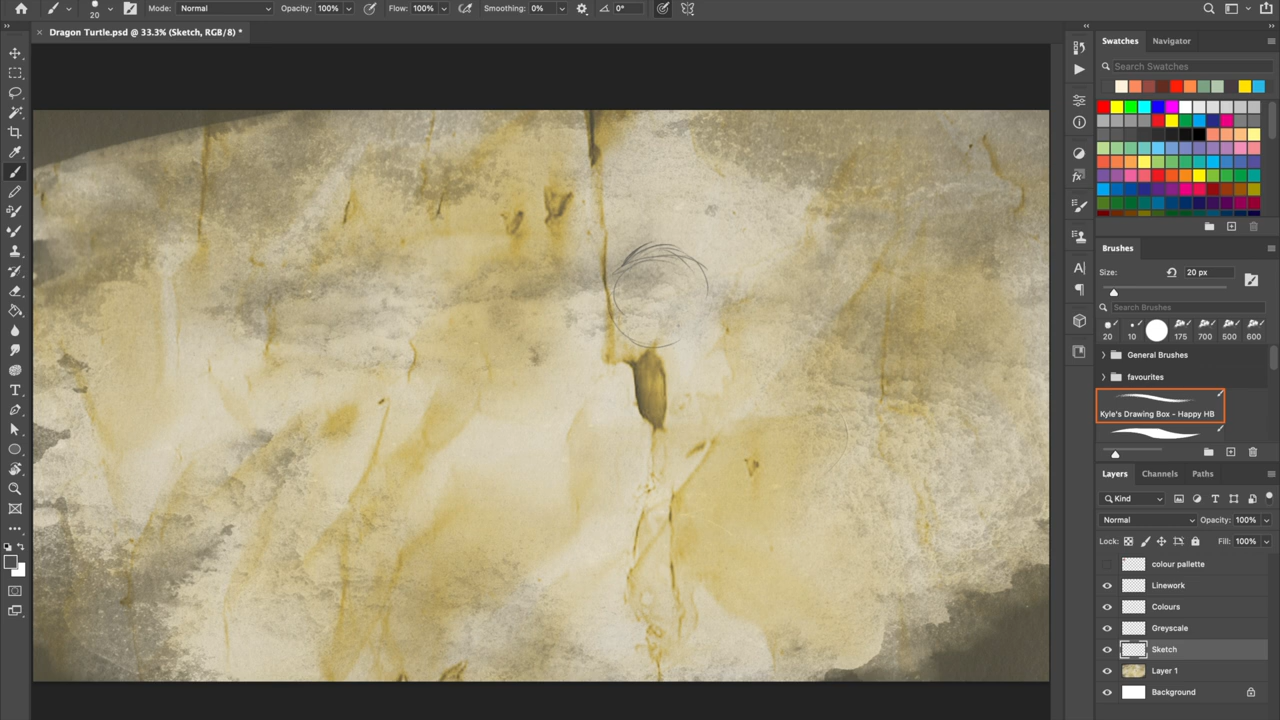 20
Mode: Normal
Opacity: 100%
Flow: 100%
Smoothing: 0%
0°
Dragon Turtle.psd @ 33.3% (Sketch, RGB/8) *
Swatches
Navigator
Search Swatches
Brushes
Size:
20 px
Search Brushes
20 10 175 700 500 600
General Brushes
favourites
Kyle's Drawing Box - Happy HB
Layers
Channels
Paths
Kind
Normal
Opacity: 100%
Lock:
Fill: 100%
colour pallette
Linework
Colours
Greyscale
Sketch
Layer 1
Background